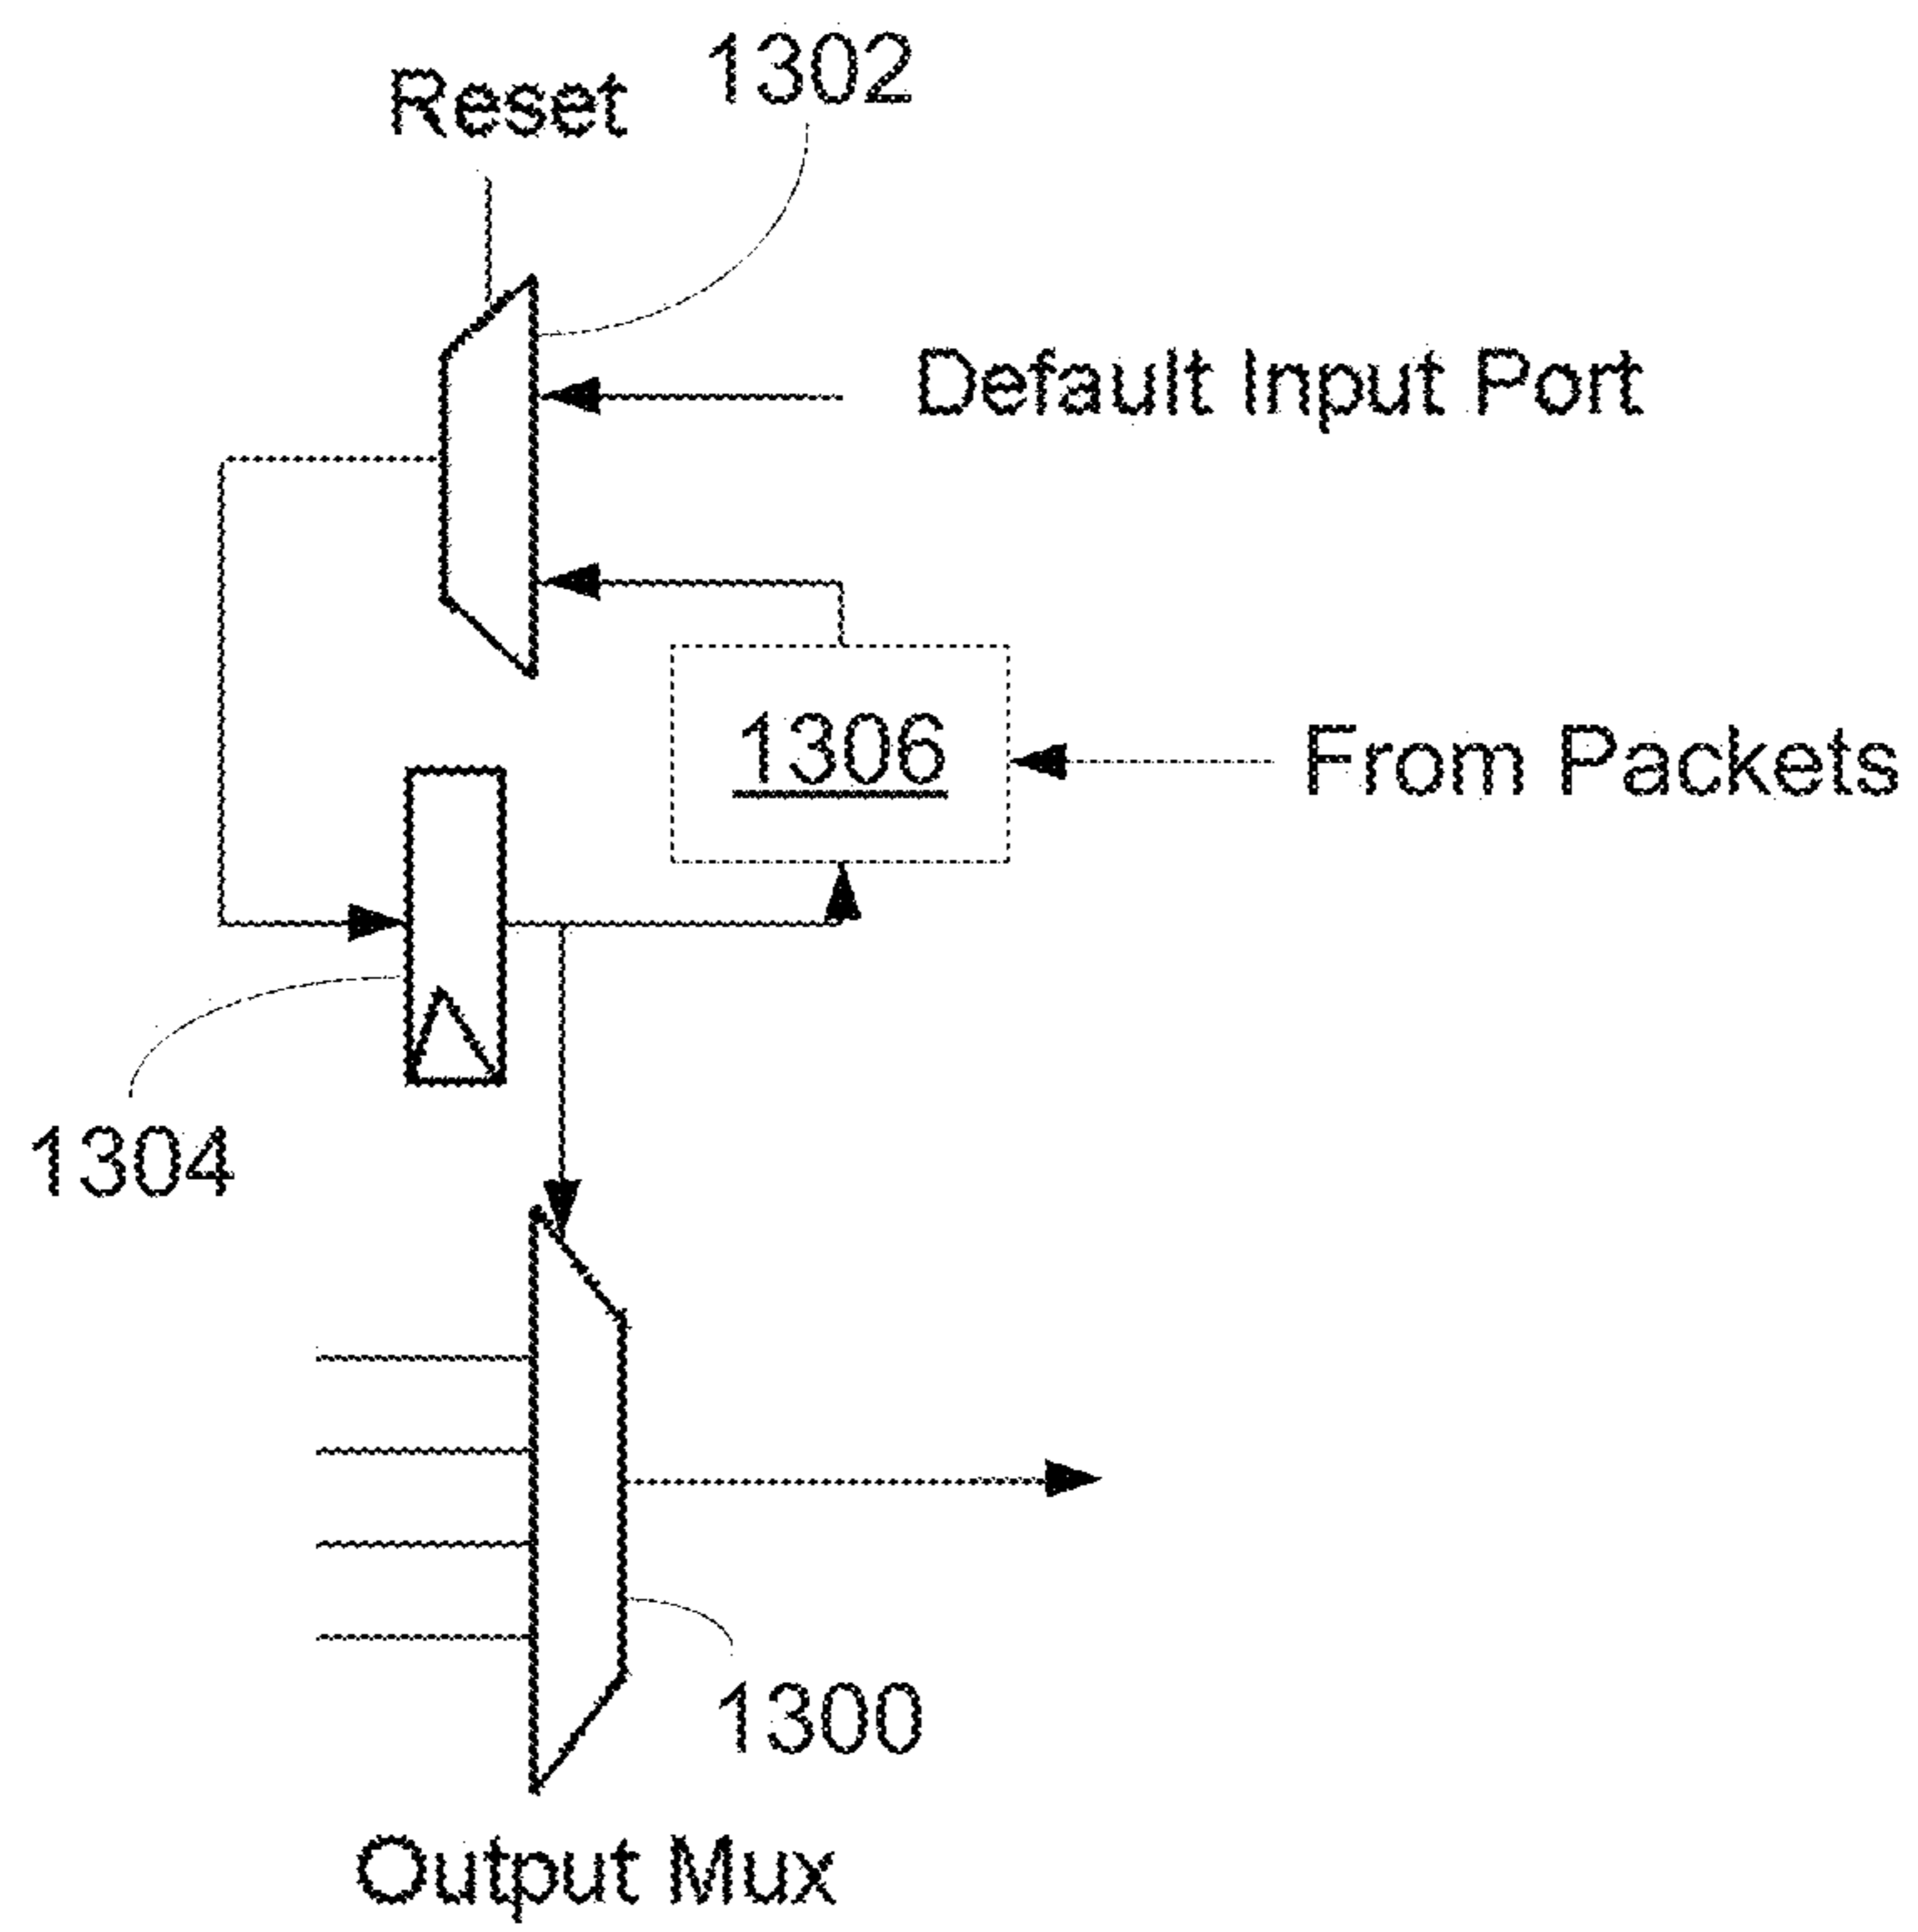 1302
Reset
Default Input Port
1306
From Packets
1304
1300
Output Mux